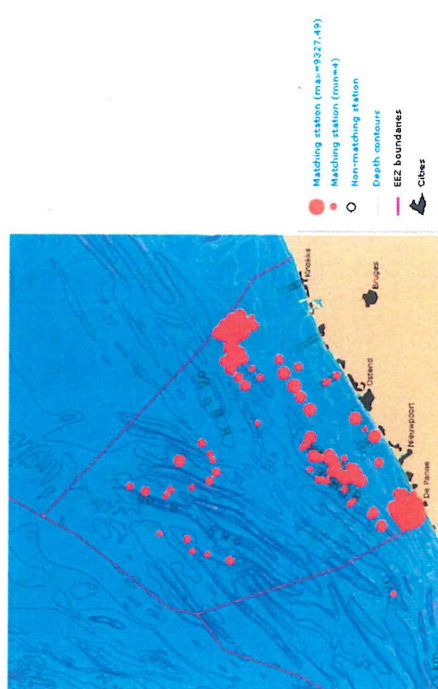 Matching station (max=9327.49)
Matching station (min=4)
Non-matching station
Depth contours
EEZ boundaries
Cities
Knokke
Bruges
Ostend
Nieuwpoort
De Panne